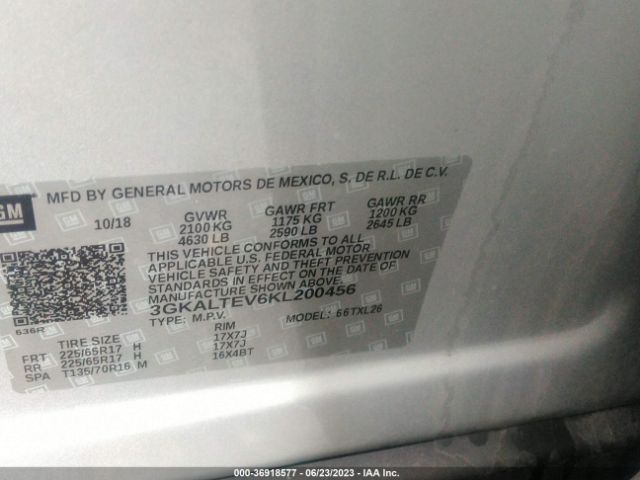 GM
MFD BY GENERAL MOTORS DE MEXICO, S. DE R.L. DE C.V.
10/18 GVWR GAWR FRT GAWR RR
2100 KG 1175 KG 1200 KG
4630 LB 2590 LB 2645 LB
THIS VEHICLE CONFORMS TO ALL
APPLICABLE U.S. FEDERAL MOTOR
VEHICLE SAFETY AND THEFT PREVENTION
STANDARDS IN EFFECT ON THE DATE OF
MANUFACTURE SHOWN ABOVE.
3GKALTEV6KL200456
TYPE: M.P.V. MODEL: 66TXL26
536R
TIRE SIZE RIM
FRT 225/65R17 H 17X7J
RR 225/65R17 H 17X7J
SPA T135/70R16 M 16X4BT
000-36918577 - 06/23/2023 - IAA Inc.